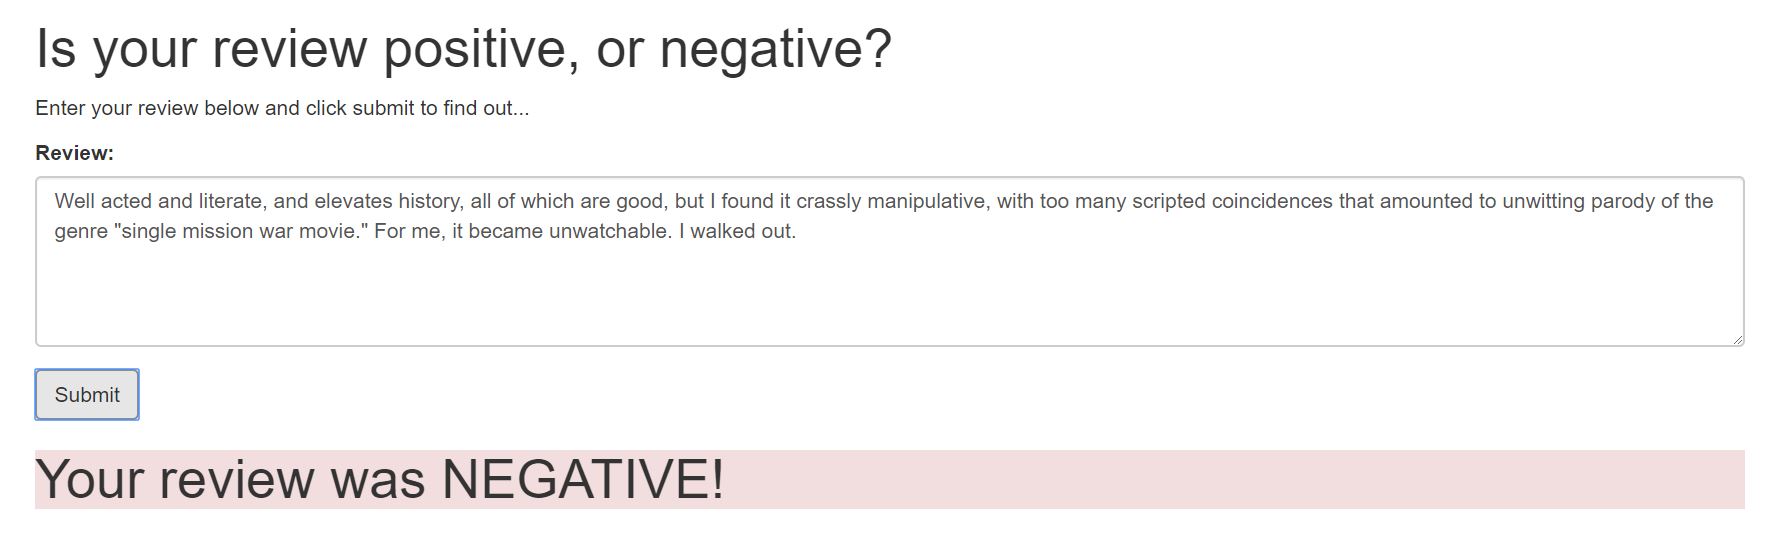 Is your review positive, or negative?
Enter your review below and click submit to find out...
Review:
Well acted and literate, and elevates history, all of which are good, but I found it crassly manipulative, with too many scripted coincidences that amounted to unwitting parody of the
genre "single mission war movie." For me, it became unwatchable. I walked out.
Submit
Your review was NEGATIVE!